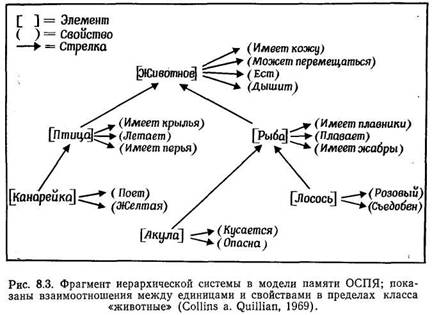 [ ] = Элемент
( ) = Свойство
→ = Стрелка
[Животное]
(Имеет кожу)
(Может перемещаться)
(Ест)
(Дышит)
[Птица]
(Имеет крылья)
(Летает)
(Имеет перья)
[Рыба]
(Имеет плавники)
(Плавает)
(Имеет жабры)
[Канарейка]
(Поет)
(Желтая)
[Акула]
(Кусается)
(Опасна)
[Лосось]
(Розовый)
(Съедобен)
Рис. 8.3. Фрагмент иерархической системы в модели памяти ОСПЯ; пока-
заны взаимоотношения между единицами и свойствами в пределах класса
«животные» (Collins a. Quillian, 1969).